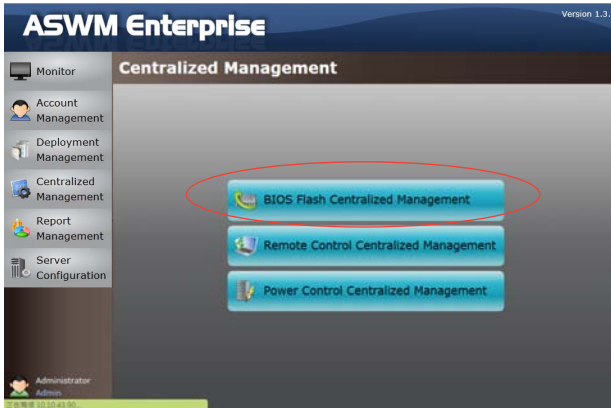 ASWM Enterprise
Version 1.3.
Monitor
Centralized Management
Account
Management
Deployment
Management
Centralized
Management
Report
Management
Server
Configuration
BIOS Flash Centralized Management
Remote Control Centralized Management
Power Control Centralized Management
Administrator
Admin